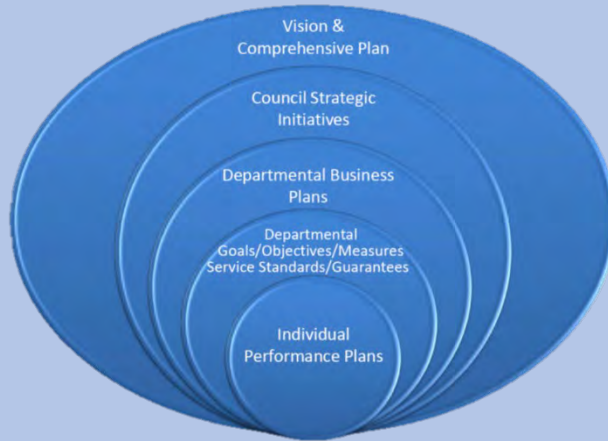 Vision &
Comprehensive Plan
Council Strategic
Initiatives
Departmental Business
Plans
Departmental
Goals/Objectives/Measures
Service Standards/Guarantees
Individual
Performance Plans